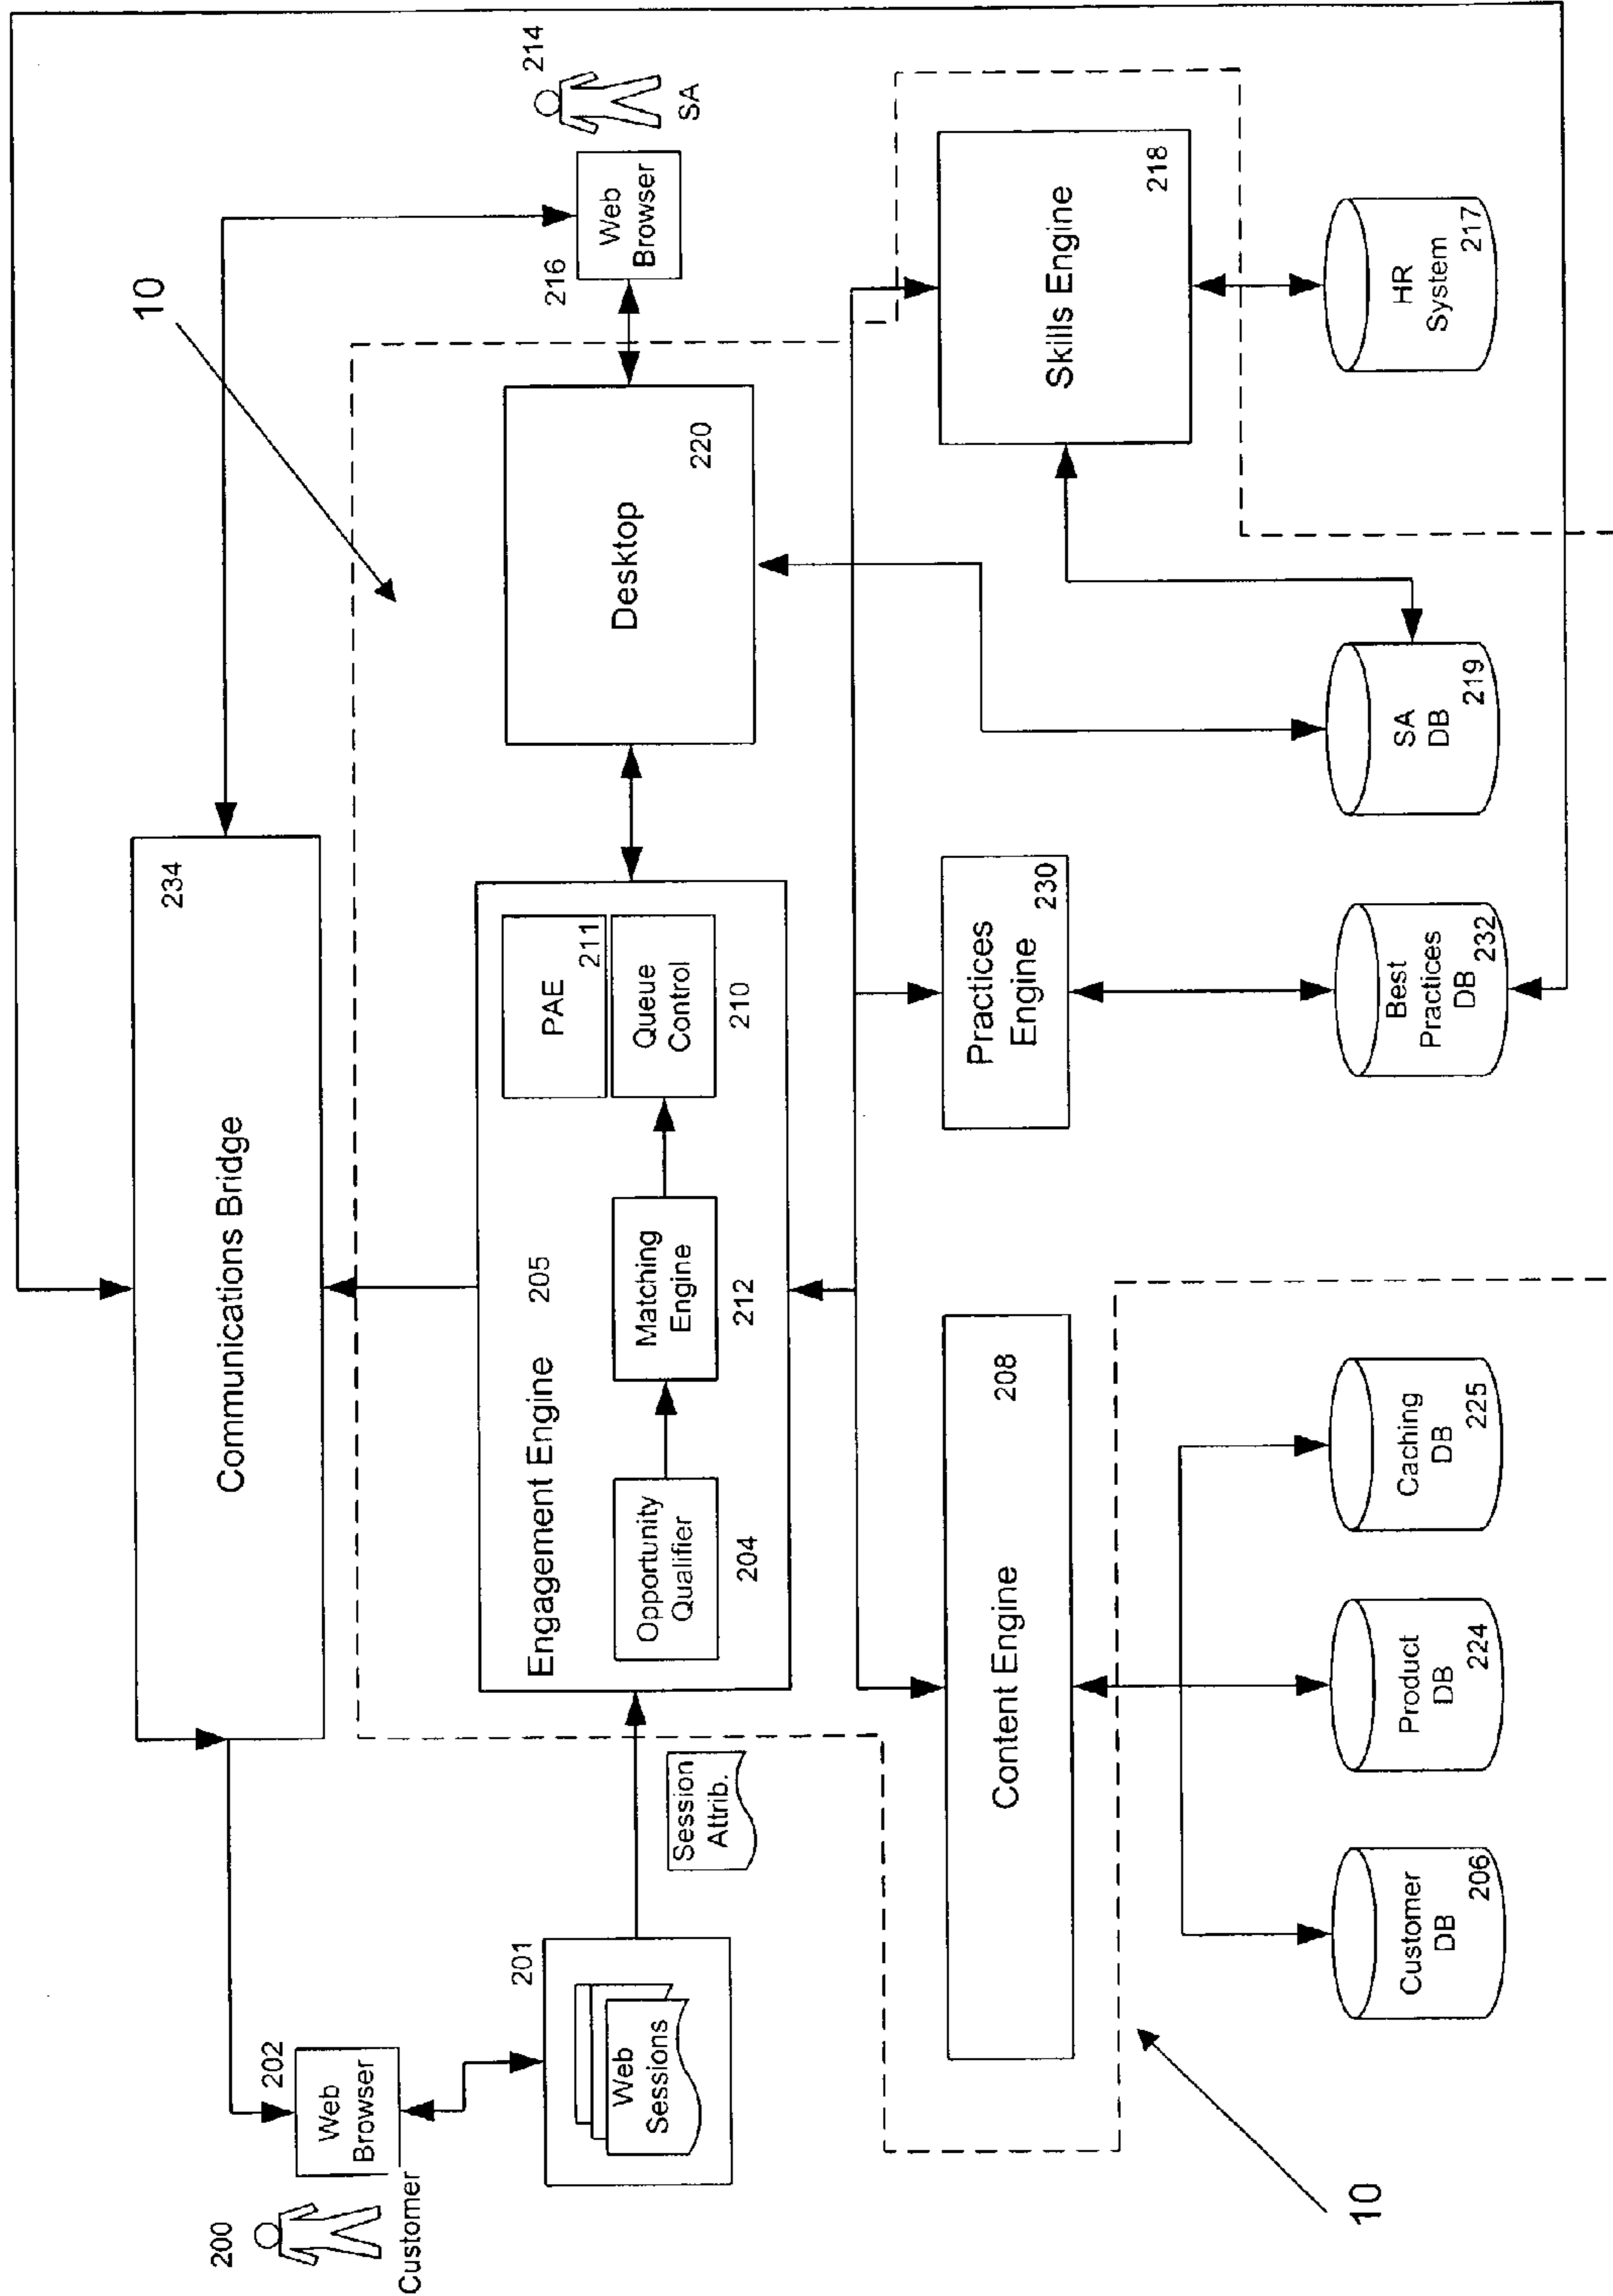 10
Communications Bridge
234
214
SA
200
Customer
202
Web
Browser
216
Web
Browser
Engagement Engine
205
PAE
211
Opportunity
Qualifier
204
Matching
Engine
212
Queue
Control
210
Desktop
220
201
Web
Sessions
Session
Attrib.
Content Engine
208
Practices
Engine
230
Skills Engine
218
Customer
DB
206
Product
DB
224
Caching
DB
225
Best
Practices
DB
232
SA
DB
219
HR
System
217
10